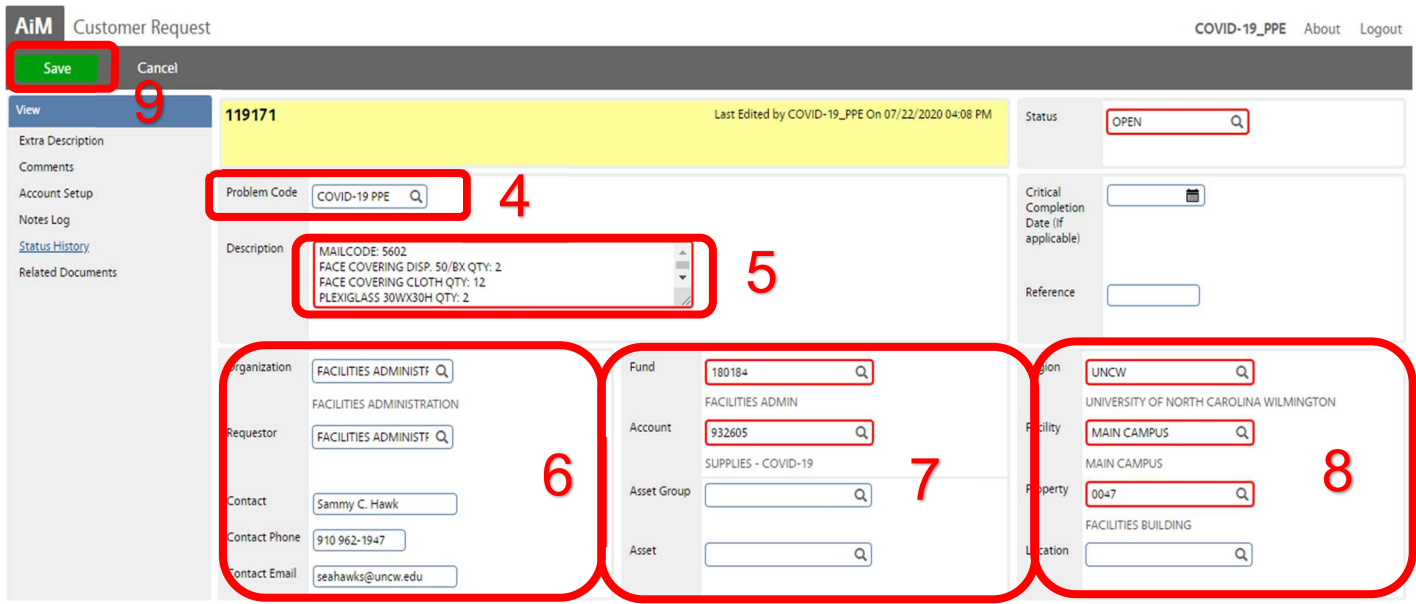 AiM Customer Request
COVID-19_PPE About Logout
Save Cancel
9
View
Extra Description
Comments
Account Setup
Notes Log
Status History
Related Documents
119171
Last Edited by COVID-19_PPE On 07/22/2020 04:08 PM
Status OPEN
Problem Code COVID-19 PPE
4
Description
MAILCODE: 5602
FACE COVERING DISP. 50/BX QTY: 2
FACE COVERING CLOTH QTY: 12
PLEXIGLASS 30WX30H QTY: 2
5
Critical
Completion
Date (If
applicable)
Reference
Organization FACILITIES ADMINISTF
FACILITIES ADMINISTRATION
Requestor FACILITIES ADMINISTF
6
Contact Sammy C. Hawk
Contact Phone 910 962-1947
Contact Email seahawks@uncw.edu
Fund 180184
FACILITIES ADMIN
Account 932605
SUPPLIES - COVID-19
7
Asset Group
Asset
UNCW
UNIVERSITY OF NORTH CAROLINA WILMINGTON
Facility MAIN CAMPUS
MAIN CAMPUS
8
Property 0047
FACILITIES BUILDING
Location